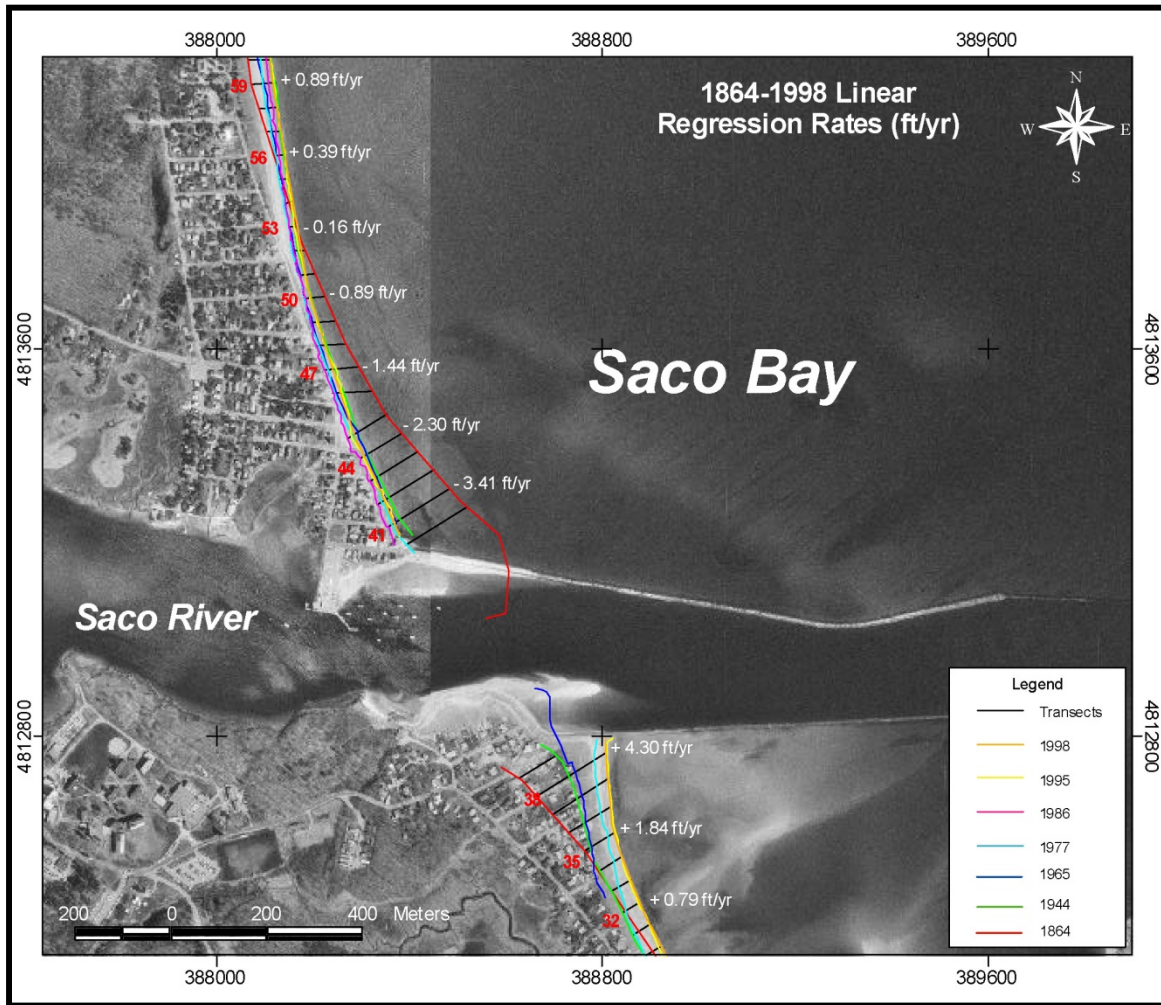 388000
388800
389600
1864-1998 Linear
Regression Rates (ft/yr)
N
W
E
S
59
+ 0.89 ft/yr
56
+ 0.39 ft/yr
53
- 0.16 ft/yr
50
- 0.89 ft/yr
4813600
4813600
47
- 1.44 ft/yr
Saco Bay
- 2.30 ft/yr
44
- 3.41 ft/yr
41
Saco River
4812800
4812800
+ 4.30 ft/yr
38
+ 1.84 ft/yr
35
+ 0.79 ft/yr
32
200 0 200 400 Meters
Legend
Transects
1998
1995
1986
1977
1965
1944
1864
388000
388800
389600